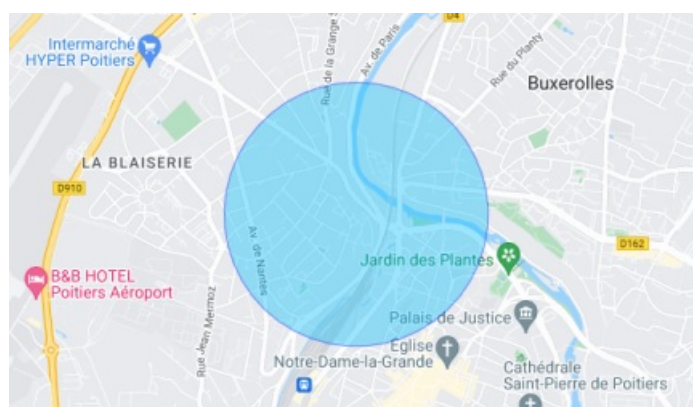 D4
Intermarché
HYPER Poitiers
Rue de la Grange S
Av. de Paris
Rue du Planty
Buxerolles
LA BLAISERIE
D910
Av. de Nantes
D162
Jardin des Plantes
B&B HOTEL
Poitiers Aéroport
Rue Jean Mermoz
Palais de Justice
Église
Notre-Dame-la-Grande
Cathédrale
Saint-Pierre de Poitiers